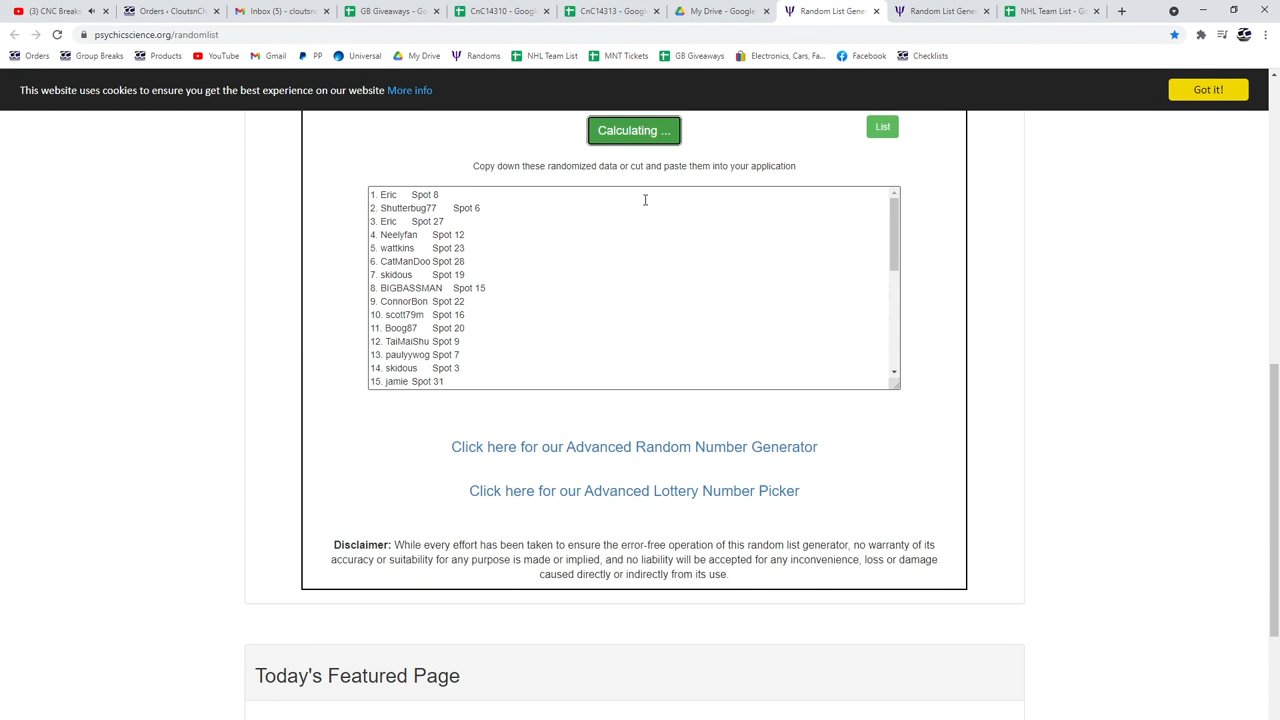 (3) CNC Breaks
Orders ‹ CloutsnCh
Inbox (5) - cloutsno
GB Giveaways - G
CnC14310 - Google
CnC14313 - Google
My Drive - Google
Random List Gene
Random List Gene
NHL Team List - Go
psychicscience.org/randomlist
Orders
Group Breaks
Products
YouTube
Gmail
PP
Universal
My Drive
Randoms
NHL Team List
MNT Tickets
GB Giveaways
Electronics, Cars, Fa...
Facebook
Checklists
This website uses cookies to ensure you get the best experience on our website More info
Got it!
Calculating ...
List
Copy down these randomized data or cut and paste them into your application
1. Eric Spot 8
2. Shutterbug77 Spot 6
3. Eric Spot 27
4. Neelyfan Spot 12
5. wattkins Spot 23
6. CatManDoo Spot 28
7. skidous Spot 19
8. BIGBASSMAN Spot 15
9. ConnorBon Spot 22
10. scott79m Spot 16
11. Boog87 Spot 20
12. TaiMaiShu Spot 9
13. paulyywog Spot 7
14. skidous Spot 3
15. jamie Spot 31
Click here for our Advanced Random Number Generator
Click here for our Advanced Lottery Number Picker
Disclaimer: While every effort has been taken to ensure the error-free operation of this random list generator, no warranty of its
accuracy or suitability for any purpose is made or implied, and no liability will be accepted for any inconvenience, loss or damage
caused directly or indirectly from its use.
Today's Featured Page